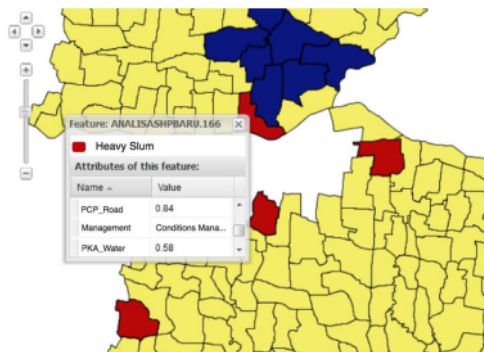 Feature: ANALISASHPBARU.166
Heavy Slum
Attributes of this feature:
Name Value
PCP_Road 0.84
Management Conditions Mana...
PKA_Water 0.58